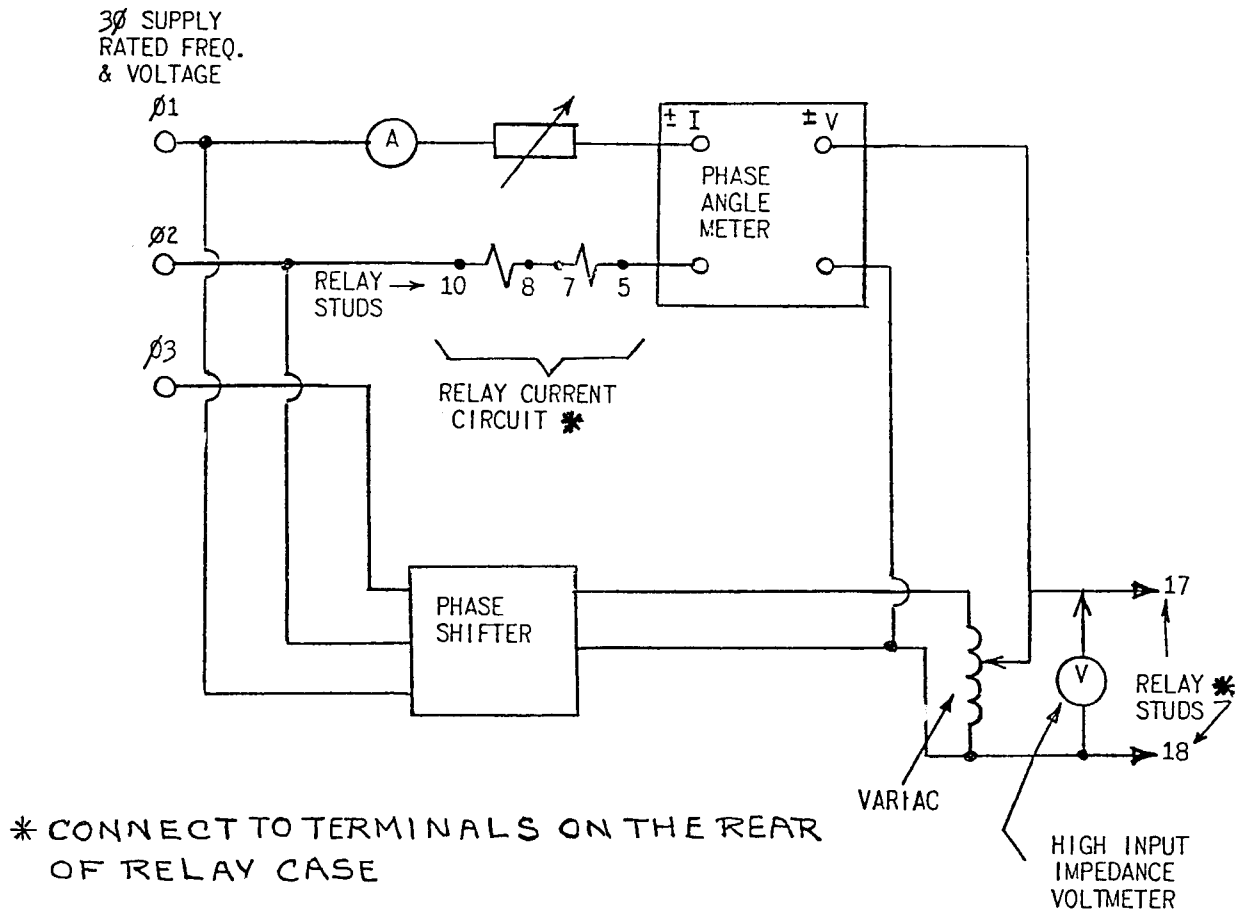 3Ø SUPPLY
RATED FREQ.
& VOLTAGE
Ø1
A
± I
± V
PHASE
ANGLE
METER
Ø2
RELAY
STUDS
10
8
7
5
Ø3
RELAY CURRENT
CIRCUIT *
PHASE
SHIFTER
17
V
RELAY *
STUDS
18
VARIAC
* CONNECT TO TERMINALS ON THE REAR
OF RELAY CASE
HIGH INPUT
IMPEDANCE
VOLTMETER